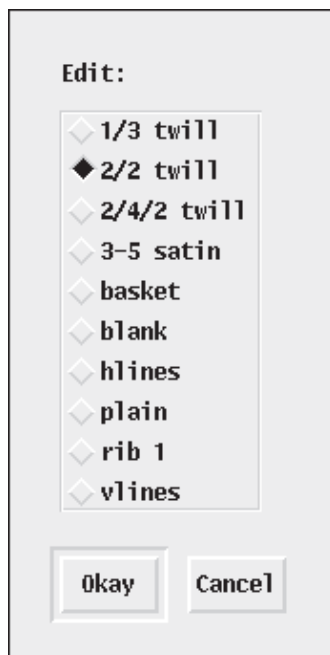 Edit:
1/3 twill
2/2 twill
2/4/2 twill
3-5 satin
basket
blank
hlines
plain
rib 1
vlines
Okay Cancel